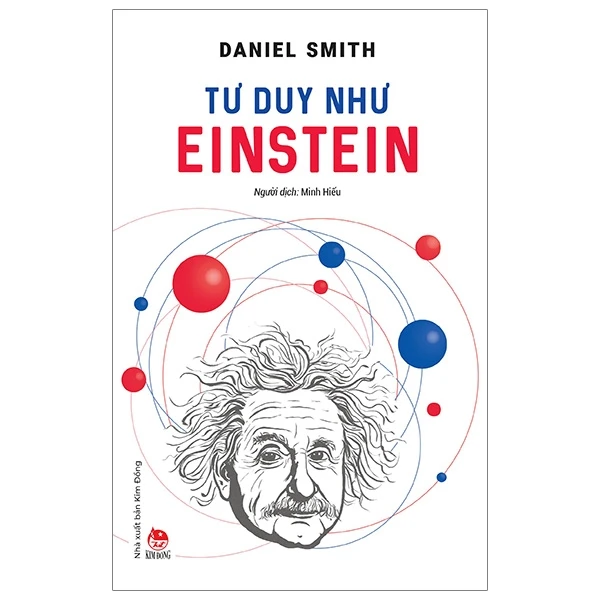 DANIEL SMITH
TƯ DUY NHƯ
EINSTEIN
Người dịch: Minh Hiếu
Nhà xuất bản Kim Đồng
KIM ĐỒNG